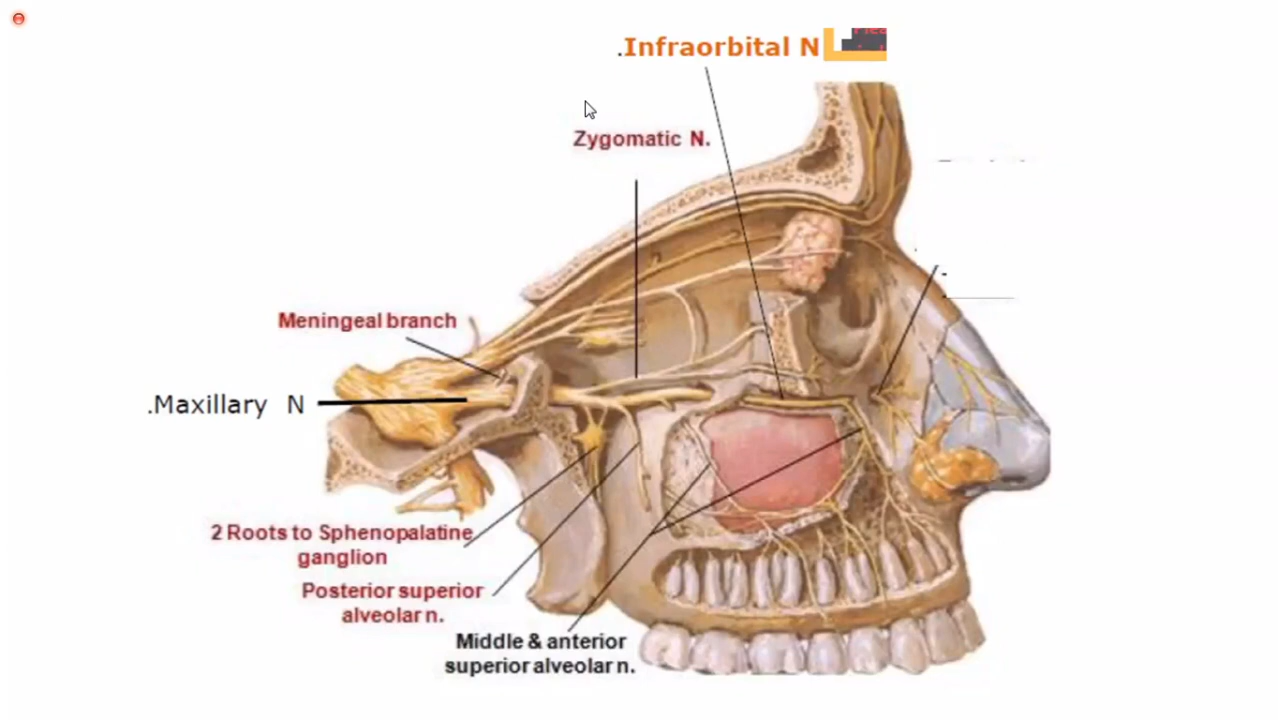 .Infraorbital N
Zygomatic N.
Meningeal branch
.Maxillary N
2 Roots to Sphenopalatine
ganglion
Posterior superior
alveolar n.
Middle & anterior
superior alveolar n.